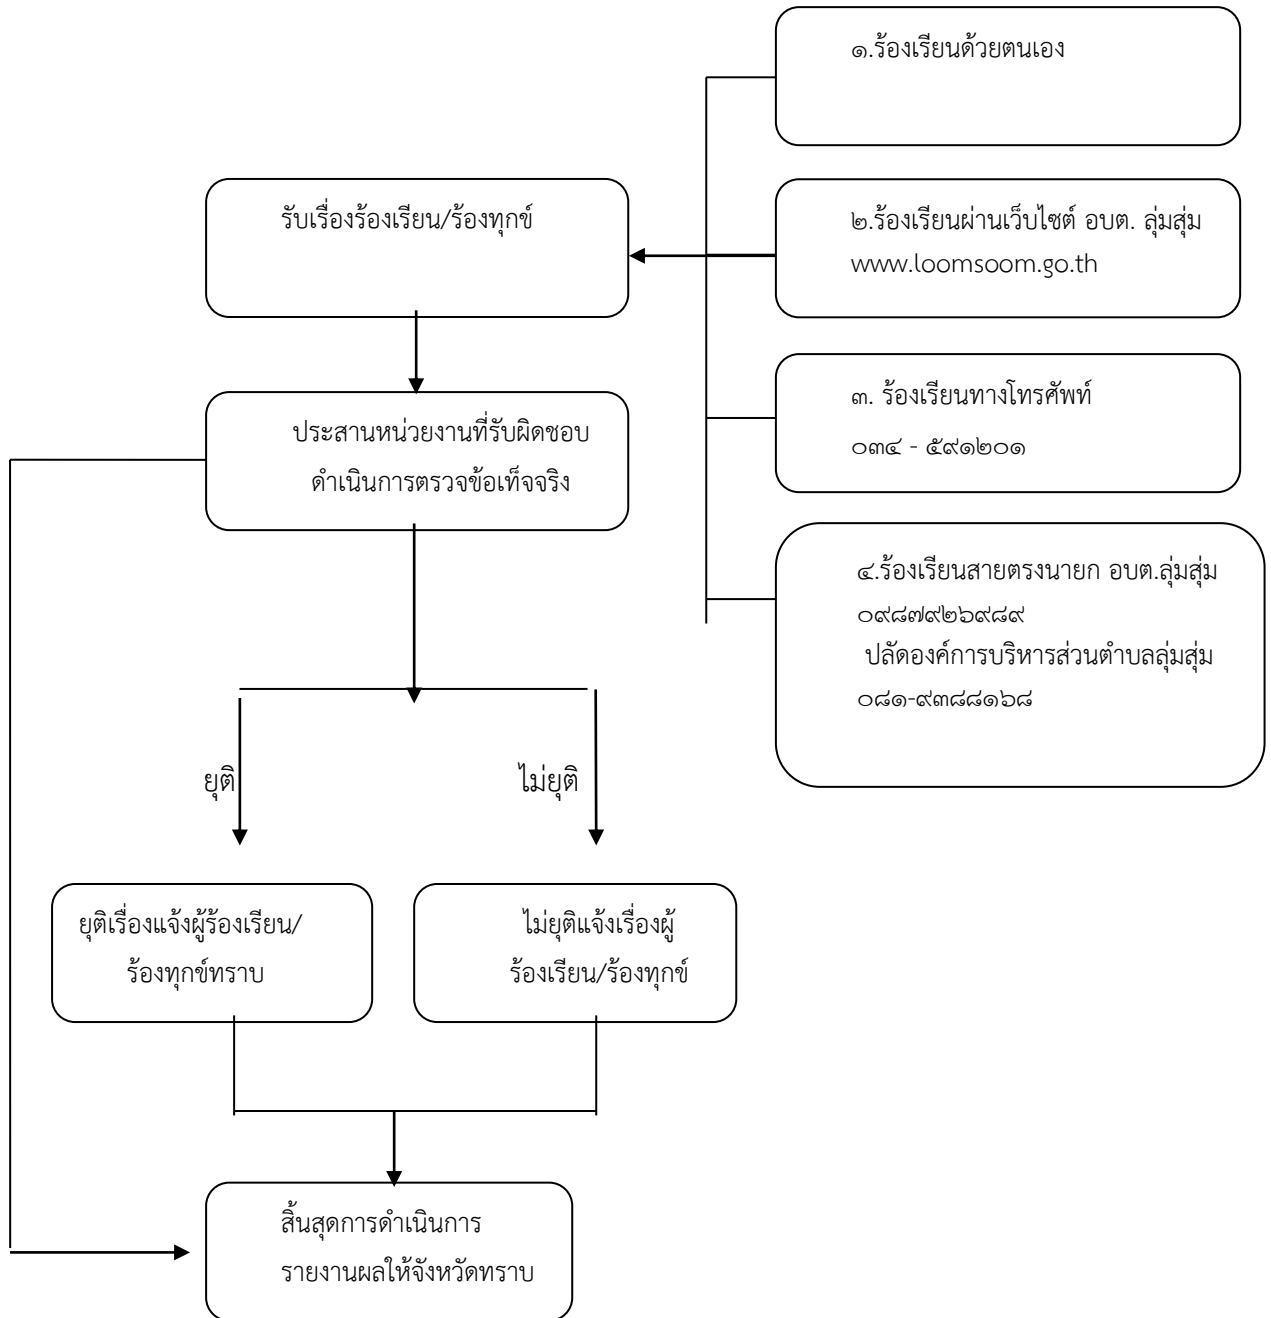 ๑.ร้องเรียนด้วยตนเอง
รับเรื่องร้องเรียน/ร้องทุกข์
๒.ร้องเรียนผ่านเว็บไซต์ อบต. ลุ่มสุ่ม
www.loomsoom.go.th
๓. ร้องเรียนทางโทรศัพท์
๐๓๔ - ๕๙๑๒๐๑
ประสานหน่วยงานที่รับผิดชอบ
ดำเนินการตรวจข้อเท็จจริง
๔.ร้องเรียนสายตรงนายก อบต.ลุ่มสุ่ม
๐๙๘๗๙๒๖๙๘๙
ปลัดองค์การบริหารส่วนตำบลลุ่มสุ่ม
๐๘๑-๙๓๘๘๑๖๘
ยุติ
ไม่ยุติ
ยุติเรื่องแจ้งผู้ร้องเรียน/
ร้องทุกข์ทราบ
ไม่ยุติแจ้งเรื่องผู้
ร้องเรียน/ร้องทุกข์
สิ้นสุดการดำเนินการ
รายงานผลให้จังหวัดทราบ